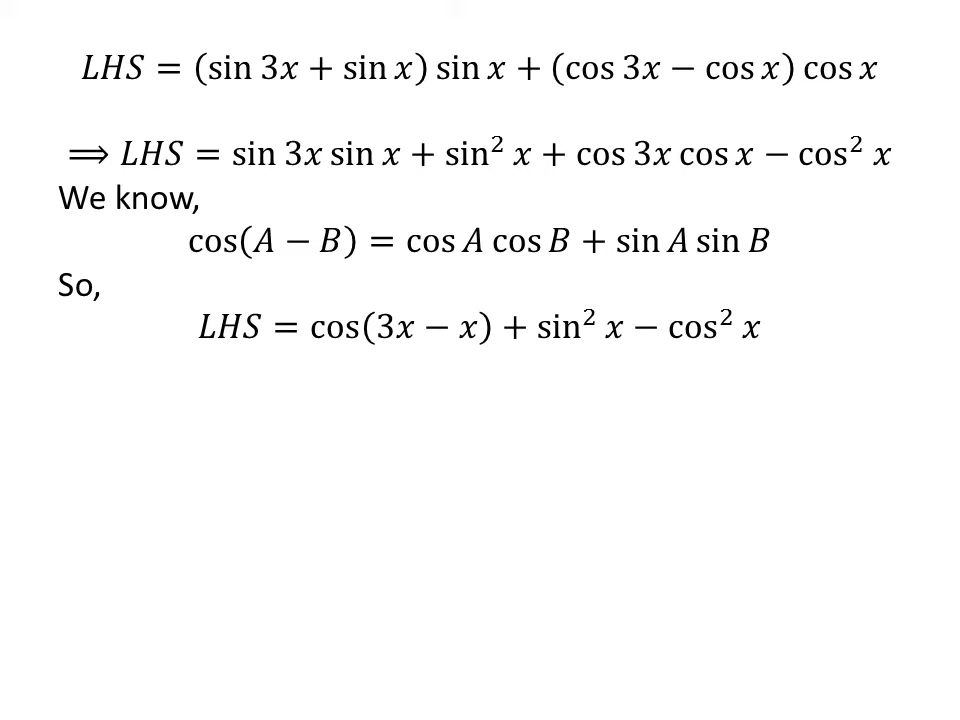 𝐿𝐻𝑆 = (sin 3𝑥 + sin 𝑥) sin 𝑥 + (cos 3𝑥 − cos 𝑥) cos 𝑥
⟹ 𝐿𝐻𝑆 = sin 3𝑥 sin 𝑥 + sin² 𝑥 + cos 3𝑥 cos 𝑥 − cos² 𝑥
We know,
cos(𝐴 − 𝐵) = cos 𝐴 cos 𝐵 + sin 𝐴 sin 𝐵
So,
𝐿𝐻𝑆 = cos(3𝑥 − 𝑥) + sin² 𝑥 − cos² 𝑥